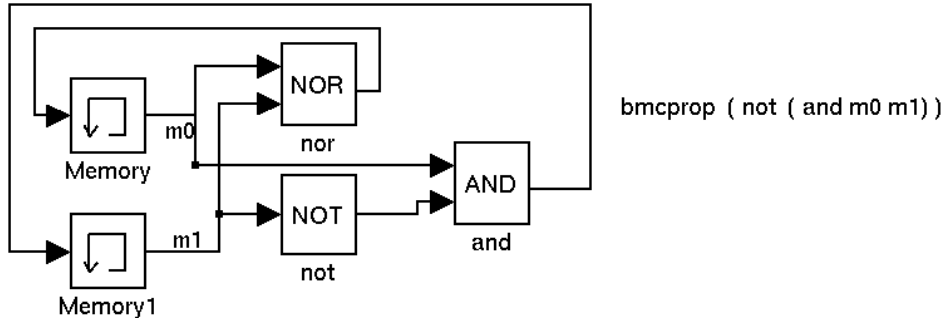 NOR
m0
nor
Memory
bmcprop ( not ( and m0 m1) )
AND
NOT
m1
and
not
Memory1